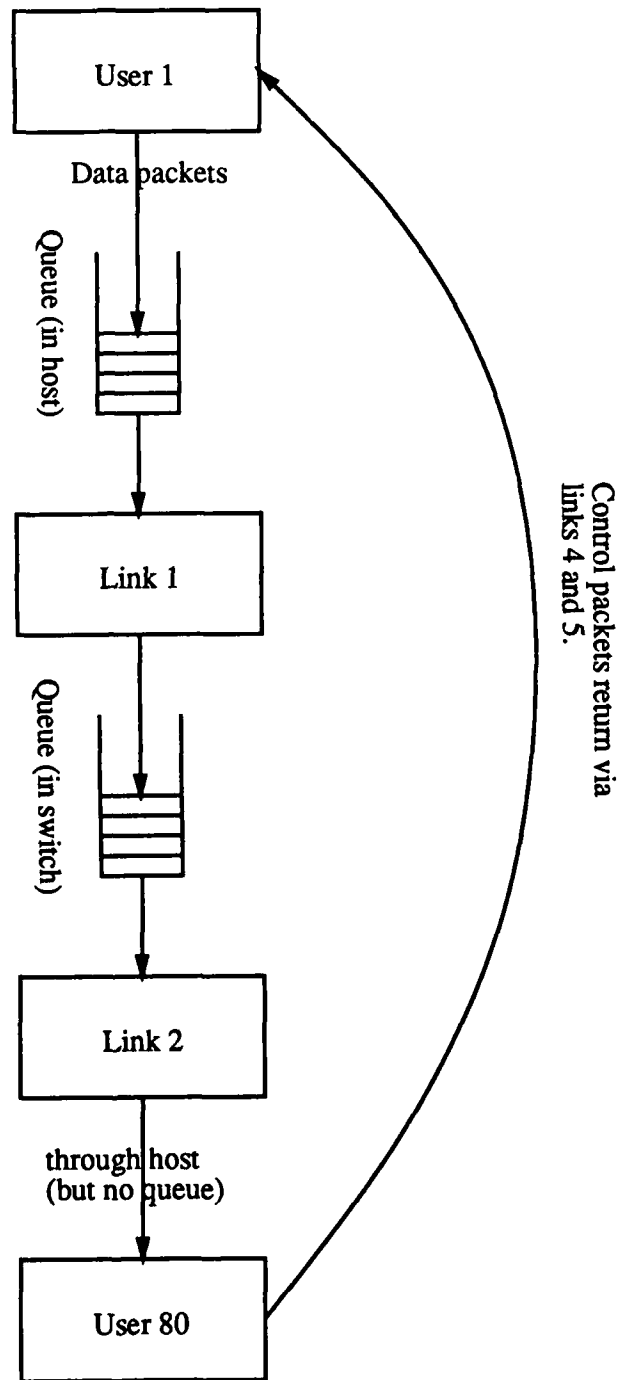 User 1
Data packets
Queue (in host)
Link 1
Control packets return via
links 4 and 5.
Queue (in switch)
Link 2
through host
(but no queue)
User 80